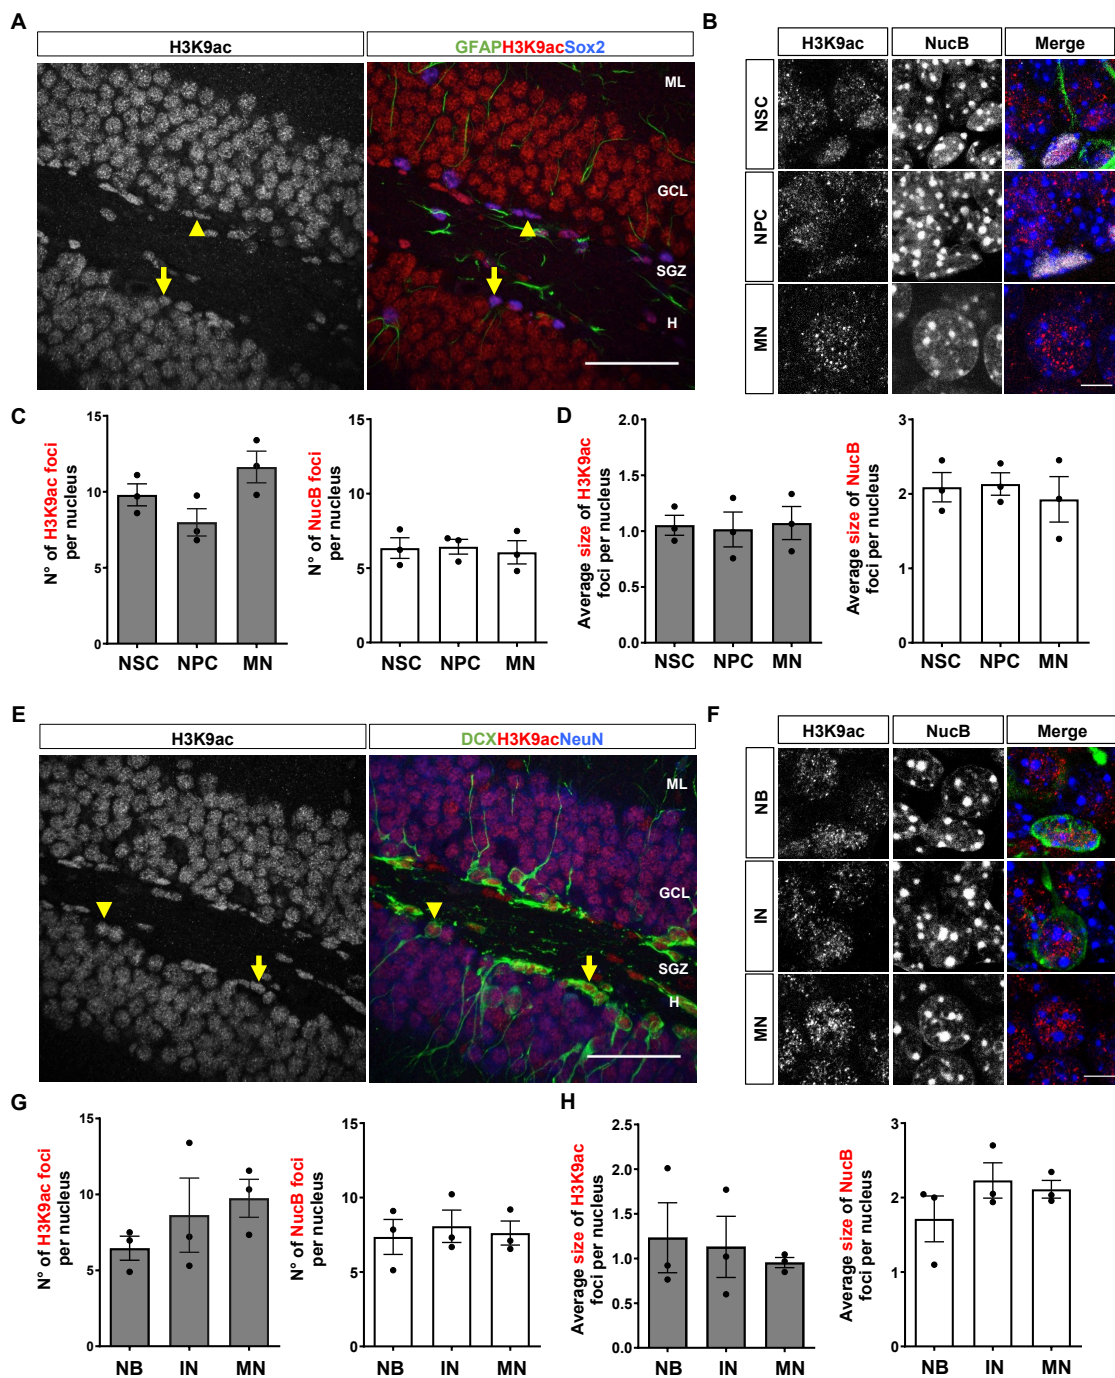 A
H3K9ac
GFAPH3K9acSox2
ML
GCL
SGZ
H
B
H3K9ac
NucB
Merge
NSC
NPC
MN
C
N° of H3K9ac foci
per nucleus
15
10
5
0
NSC
NPC
MN
N° of NucB foci
per nucleus
15
10
5
0
NSC
NPC
MN
D
Average size of H3K9ac
foci per nucleus
2.0
1.5
1.0
0.5
0.0
NSC
NPC
MN
Average size of NucB
foci per nucleus
3
2
1
0
NSC
NPC
MN
E
H3K9ac
DCXH3K9acNeuN
ML
GCL
SGZ
H
F
H3K9ac
NucB
Merge
NB
IN
MN
G
N° of H3K9ac foci
per nucleus
15
10
5
0
NB
IN
MN
N° of NucB foci
per nucleus
15
10
5
0
NB
IN
MN
H
Average size of H3K9ac
foci per nucleus
2.5
2.0
1.5
1.0
0.5
0.0
NB
IN
MN
Average size of NucB
foci per nucleus
3
2
1
0
NB
IN
MN